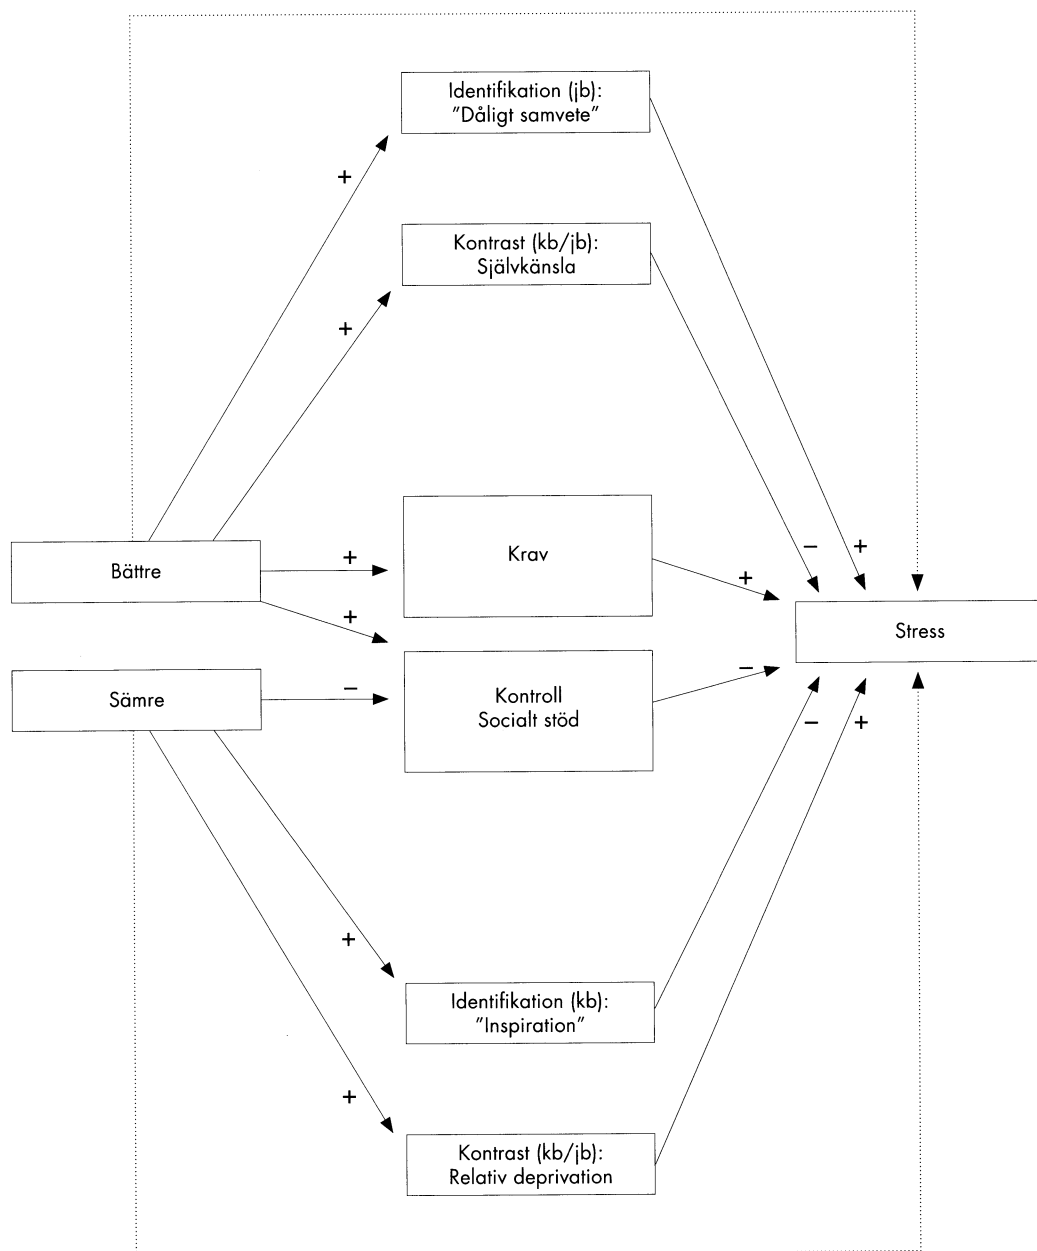 Identifikation (jb):
"Dåligt samvete"
+
Kontrast (kb/jb):
Självkänsla
+
Krav
–
+
+
Bättre
+
+
Stress
Kontroll
Socialt stöd
–
Sämre
–
–
+
+
Identifikation (kb):
"Inspiration"
+
Kontrast (kb/jb):
Relativ deprivation